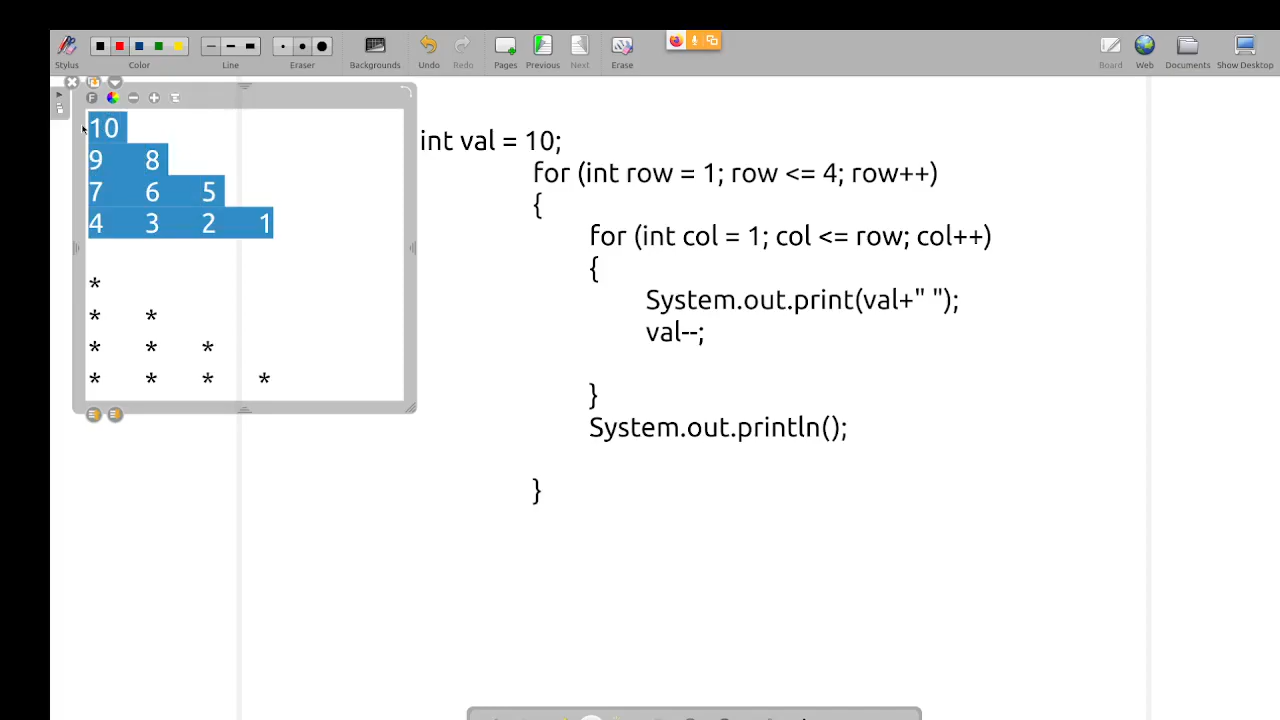 Stylus
Color
Line
Eraser
Backgrounds
Undo
Redo
Pages
Previous
Next
Erase
Board
Web
Documents
Show Desktop
10
9 8
7 6 5
4 3 2 1
*
* *
* * *
* * * *
int val = 10;
for (int row = 1; row <= 4; row++)
{
for (int col = 1; col <= row; col++)
{
System.out.print(val+" ");
val--;
}
System.out.println();
}